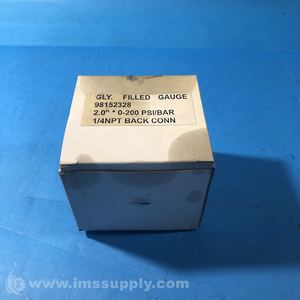 GLY. FILLED GAUGE
98152328
2.0" * 0-200 PSI/BAR
1/4NPT BACK CONN
© www.imssupply.com